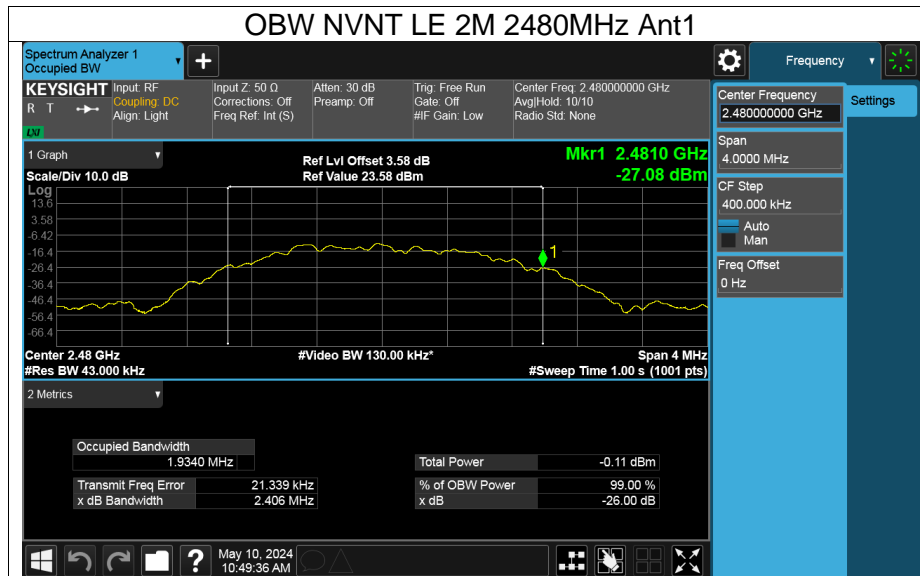 OBW NVNT LE 2M 2480MHz Ant1
Spectrum Analyzer 1
Occupied BW
+
Frequency
KEYSIGHT
R T
LXI
Input: RF
Coupling: DC
Align: Light
Input Z: 50 Ω
Corrections: Off
Freq Ref: Int (S)
Atten: 30 dB
Preamp: Off
Trig: Free Run
Gate: Off
#IF Gain: Low
Center Freq: 2.480000000 GHz
Avg|Hold: 10/10
Radio Std: None
Center Frequency
2.480000000 GHz
Settings
Span
4.0000 MHz
CF Step
400.000 kHz
Auto
Man
Freq Offset
0 Hz
1 Graph
Scale/Div 10.0 dB
Ref Lvl Offset 3.58 dB
Ref Value 23.58 dBm
Mkr1 2.4810 GHz
-27.08 dBm
Log
13.6
3.58
-6.42
-16.4
-26.4
-36.4
-46.4
-56.4
-66.4
1
Center 2.48 GHz
#Video BW 130.00 kHz*
Span 4 MHz
#Res BW 43.000 kHz
#Sweep Time 1.00 s (1001 pts)
2 Metrics
Occupied Bandwidth
1.9340 MHz
Total Power -0.11 dBm
Transmit Freq Error 21.339 kHz
% of OBW Power 99.00 %
x dB Bandwidth 2.406 MHz
x dB -26.00 dB
?
May 10, 2024
10:49:36 AM